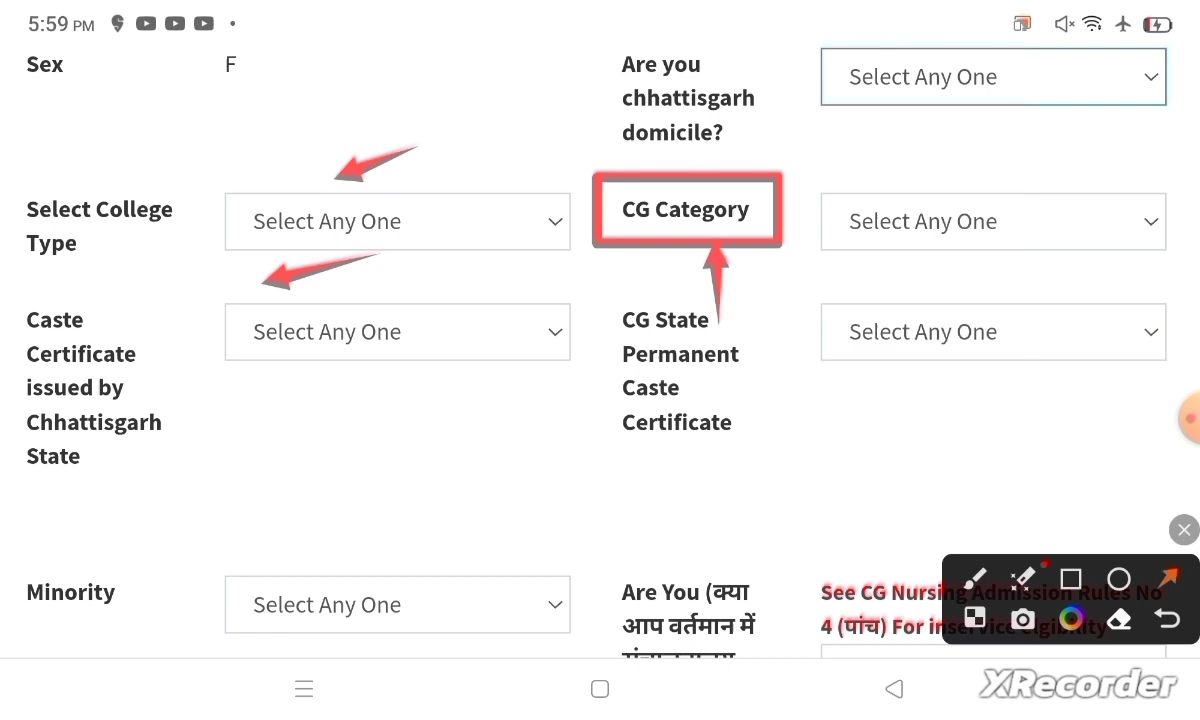 5:59 PM
Sex
F
Are you
chhattisgarh
domicile?
Select Any One
Select College
Type
Select Any One
CG Category
Select Any One
Caste
Certificate
issued by
Chhattisgarh
State
Select Any One
CG State
Permanent
Caste
Certificate
Select Any One
Minority
Select Any One
Are You (क्या
आप वर्तमान में
See CG Nursing Admission Rules No
4 (पांच) For inservice Elgibility
XRecorder